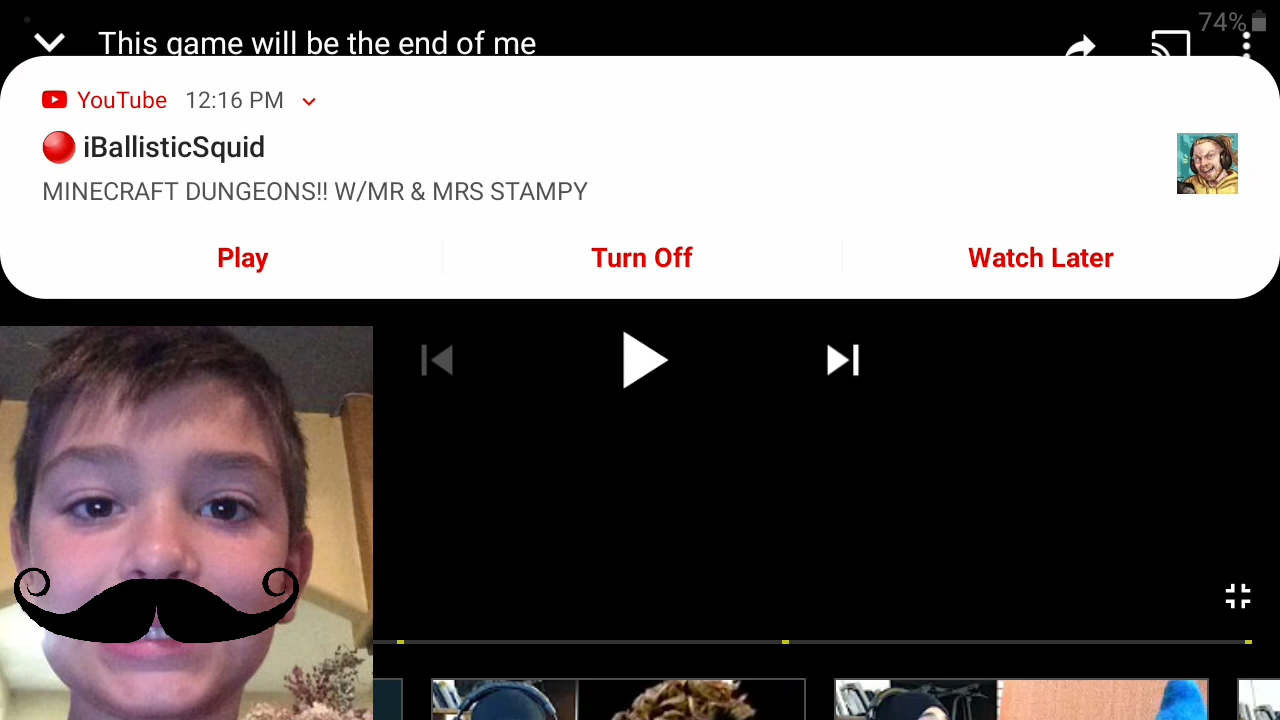 74%
This game will be the end of me
YouTube 12:16 PM
iBallisticSquid
MINECRAFT DUNGEONS!! W/MR & MRS STAMPY
Play Turn Off Watch Later